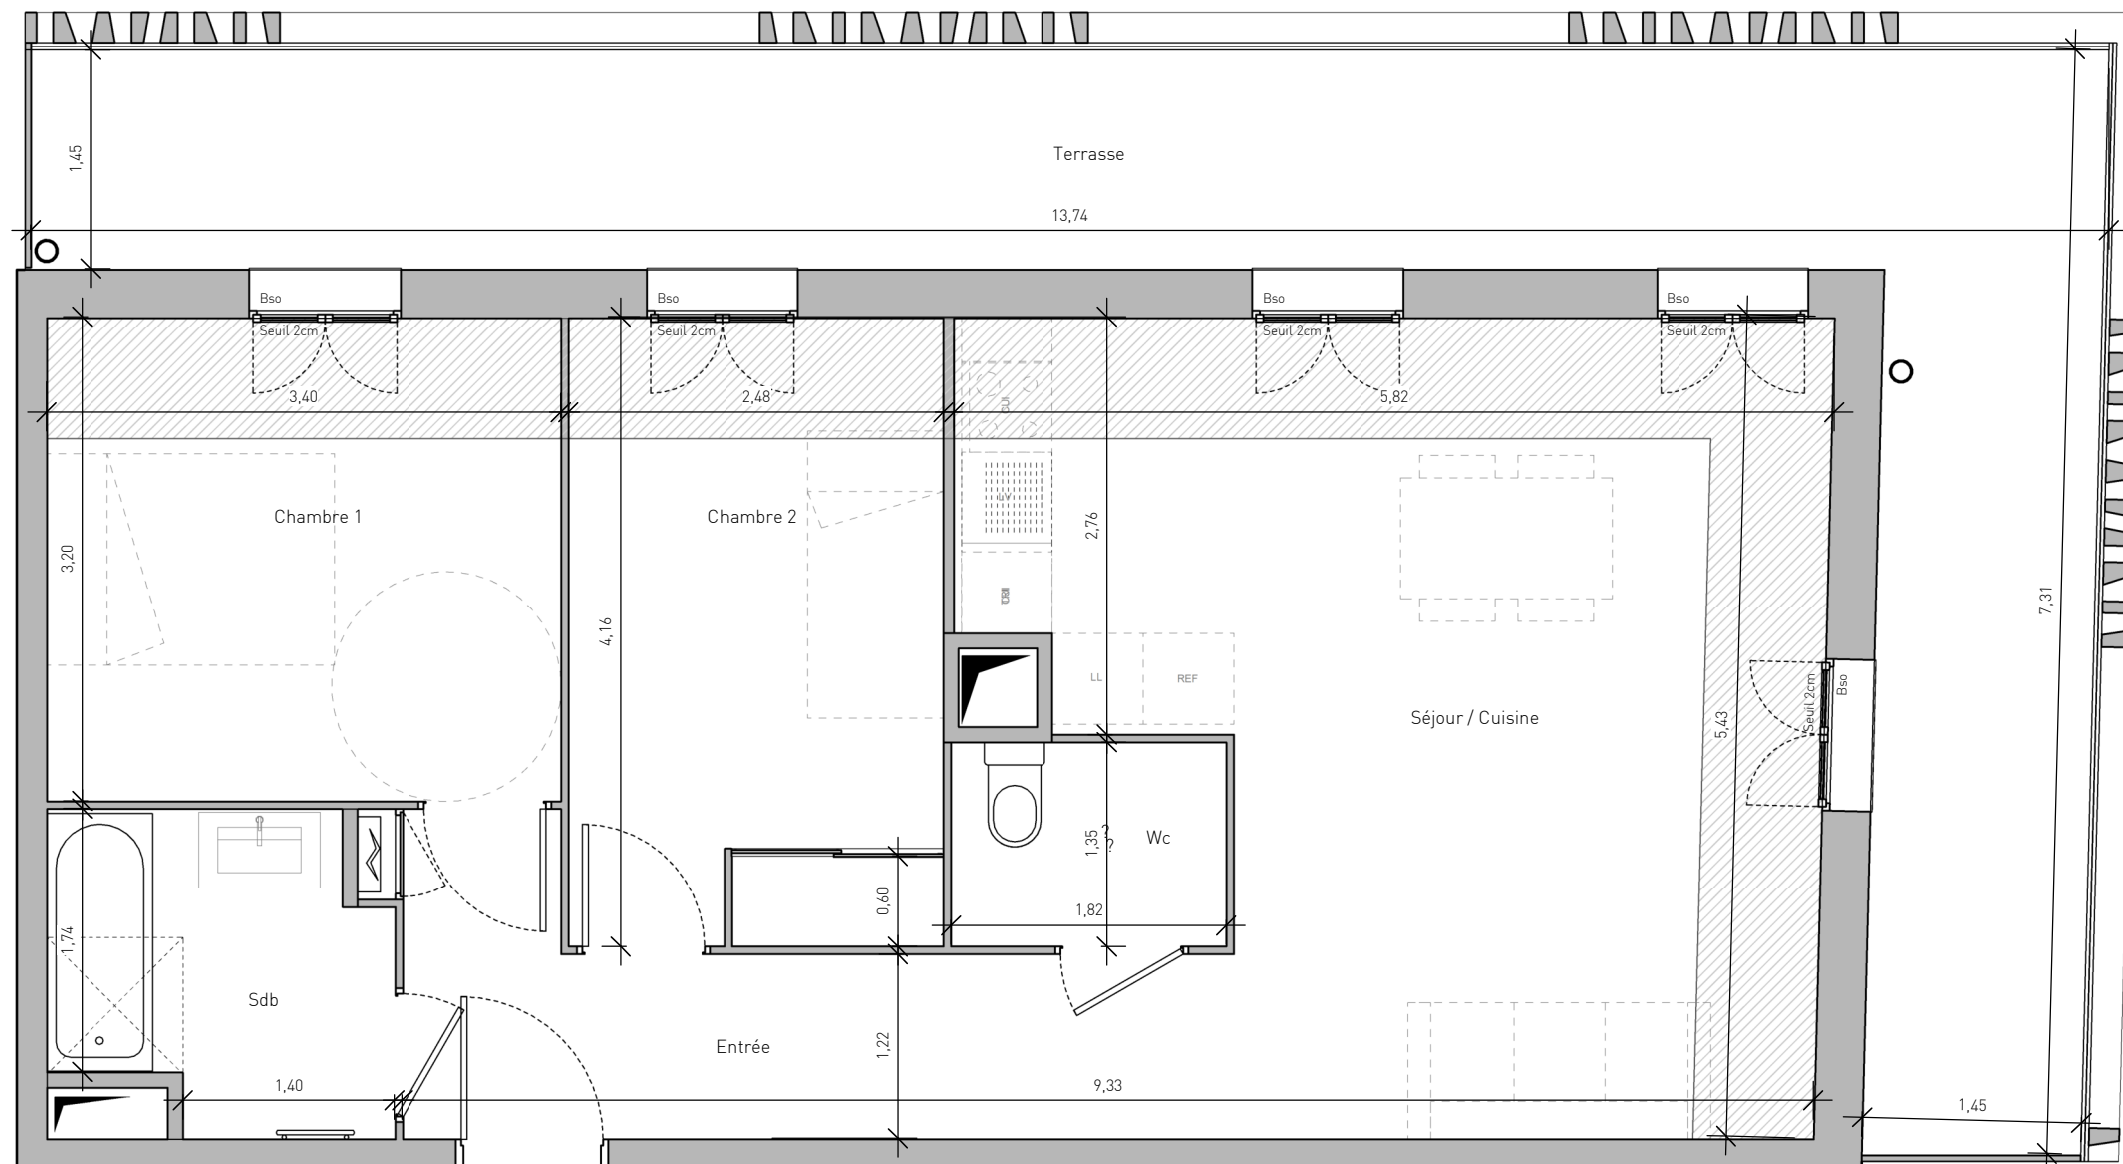 1,45
Terrasse
13,74
Bso
Bso
Bso
Bso
Seuil 2cm
Seuil 2cm
Seuil 2cm
Seuil 2cm
3,40
2,48
5,82
CUI
LV
Chambre 1
Chambre 2
2,76
3,20
4,16
7,31
LL
REF
Séjour / Cuisine
5,43
Seuil 2cm
Bso
1,35
?
?
Wc
0,60
1,82
1,74
Sdb
Entrée
1,22
1,40
9,33
1,45